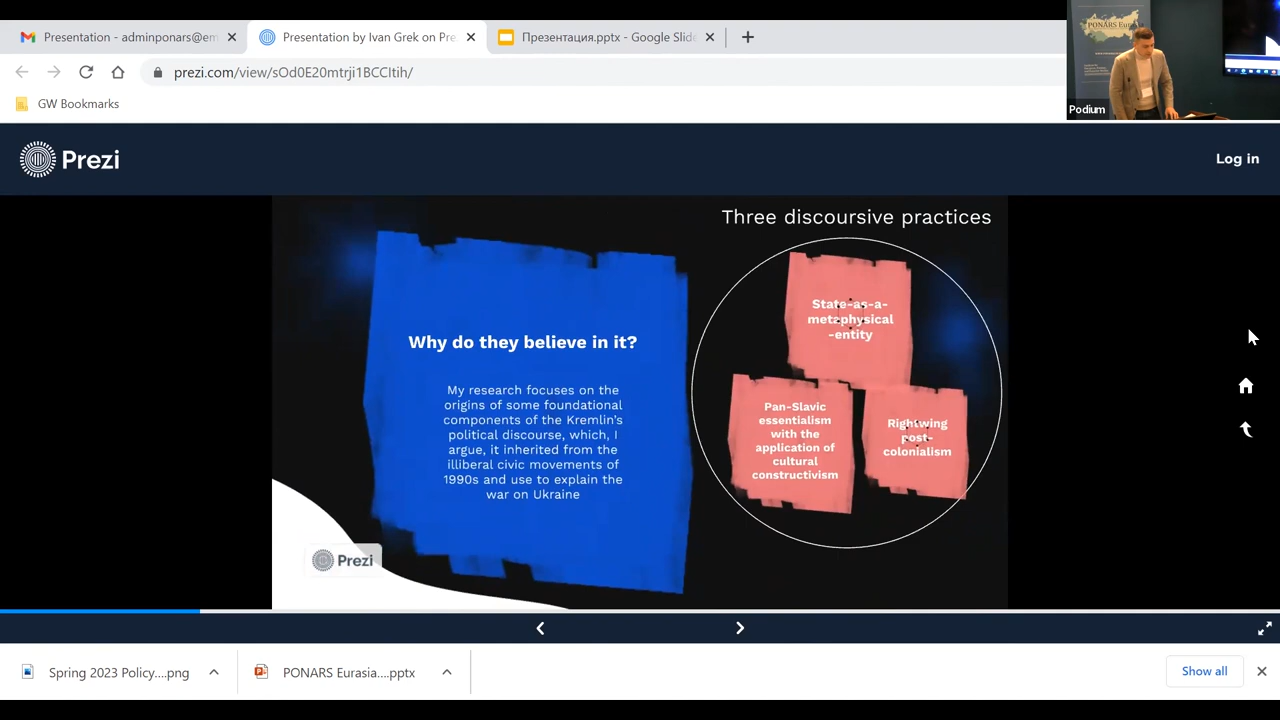 Presentation - adminponars@em
Presentation by Ivan Grek on Pre
Презентация.pptx - Google Slide
prezi.com/view/sOd0E20mtrji1BCCltih/
GW Bookmarks
PONARS Eurasia
Podium
Prezi
Log in
Three discoursive practices
Why do they believe in it?
My research focuses on the
origins of some foundational
components of the Kremlin's
political discourse, which, I
argue, it inherited from the
illiberal civic movements of
1990s and use to explain the
war on Ukraine
State-as-a-
metaphysical
-entity
Pan-Slavic
essentialism
with the
application of
cultural
constructivism
Rightwing
post-
colonialism
Prezi
Spring 2023 Policy....png
PONARS Eurasia....pptx
Show all